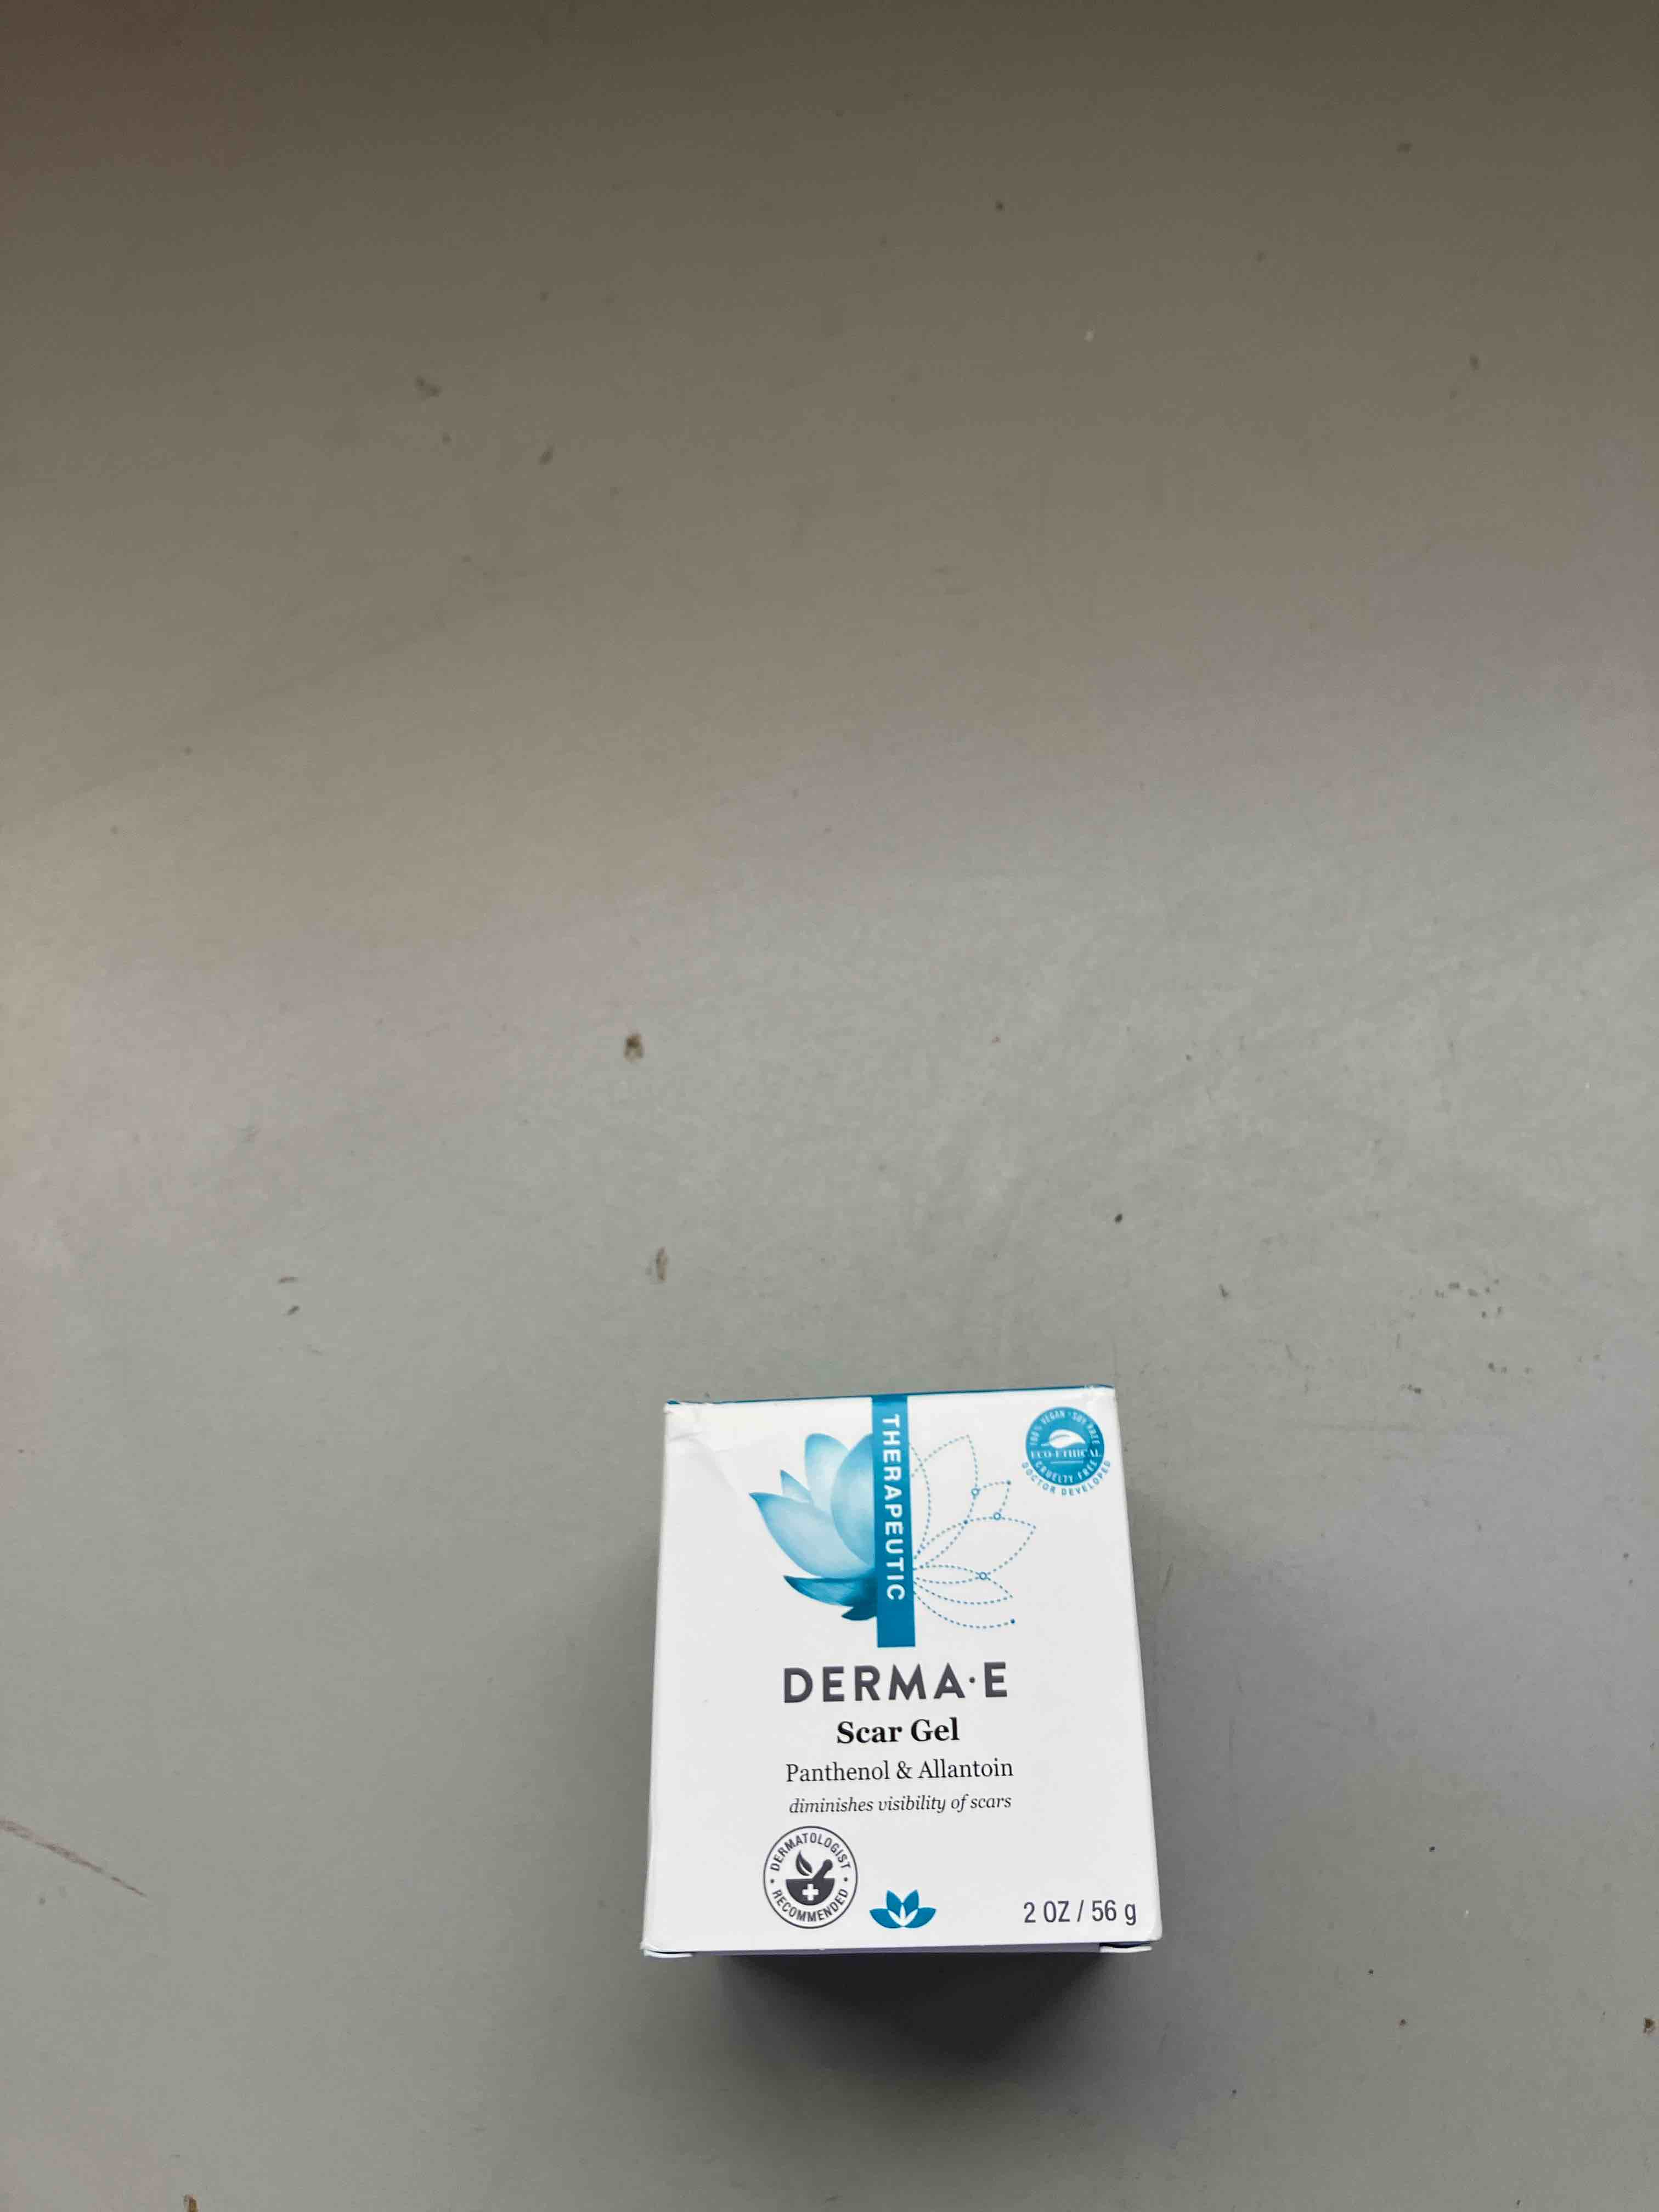 THERAPEUTIC
100% VEGAN • SOY FREE
ECO-ETHICAL
CRUELTY FREE
DOCTOR DEVELOPED
DERMA·E
Scar Gel
Panthenol & Allantoin
diminishes visibility of scars
DERMATOLOGIST
• RECOMMENDED •
2 OZ / 56 g